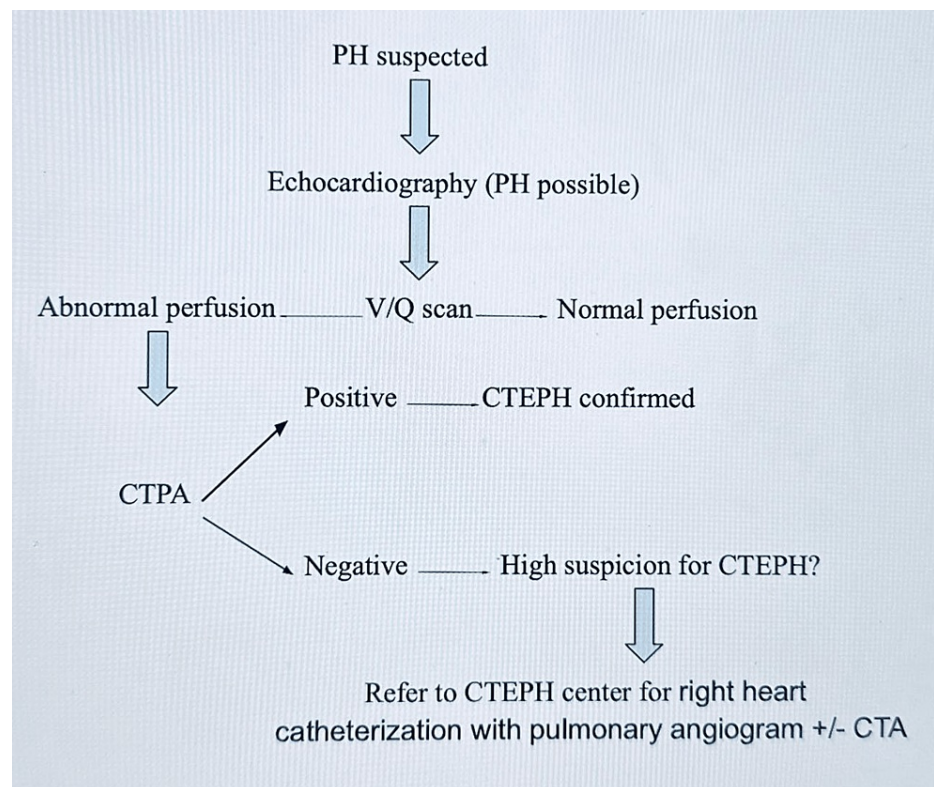 PH suspected
Echocardiography (PH possible)
Abnormal perfusion V/Q scan Normal perfusion
Positive CTEPH confirmed
CTPA
Negative High suspicion for CTEPH?
Refer to CTEPH center for right heart
catheterization with pulmonary angiogram +/- CTA